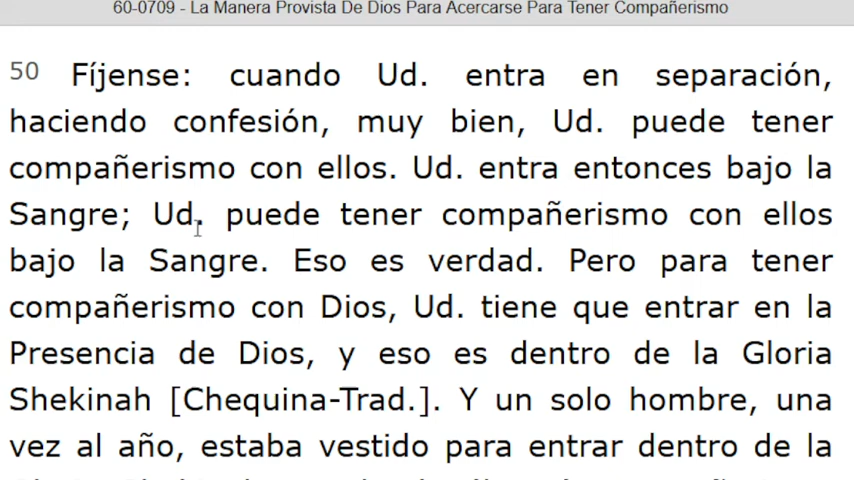 60-0709 - La Manera Provista De Dios Para Acercarse Para Tener Compañerismo
50 Fíjense: cuando Ud. entra en separación,
haciendo confesión, muy bien, Ud. puede tener
compañerismo con ellos. Ud. entra entonces bajo la
Sangre; Ud. puede tener compañerismo con ellos
bajo la Sangre. Eso es verdad. Pero para tener
compañerismo con Dios, Ud. tiene que entrar en la
Presencia de Dios, y eso es dentro de la Gloria
Shekinah [Chequina-Trad.]. Y un solo hombre, una
vez al año, estaba vestido para entrar dentro de la